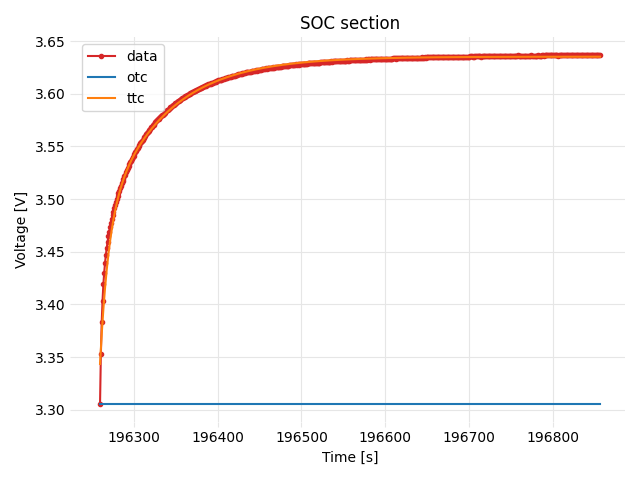 SOC section
data
otc
ttc
Voltage [V]
3.65
3.60
3.55
3.50
3.45
3.40
3.35
3.30
196300 196400 196500 196600 196700 196800
Time [s]